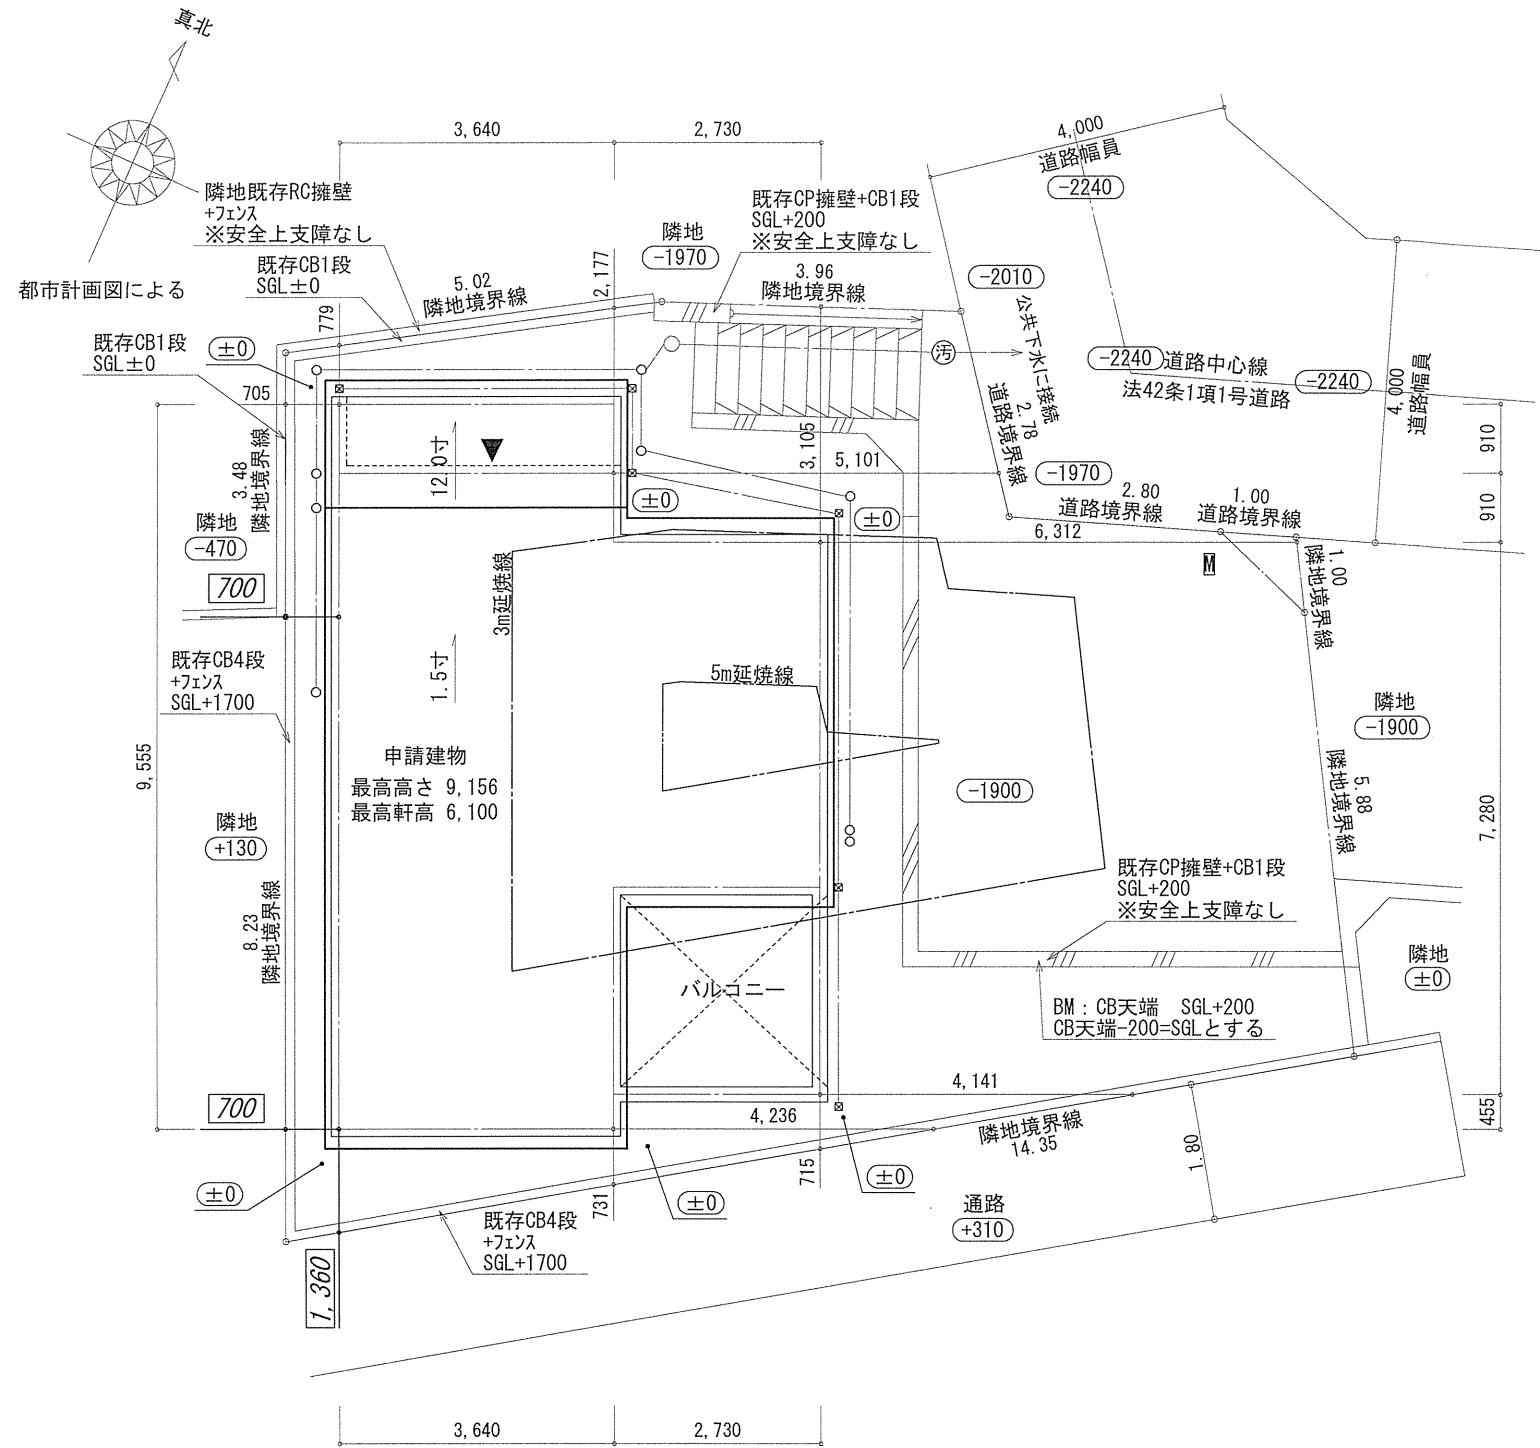 真北
都市計画図による
3,640
2,730
4,000
道路幅員
-2240
隣地既存RC擁壁
+フェンス
※安全上支障なし
既存CB1段
SGL±0
5.02
隣地境界線
2,177
779
隣地
-1970
既存CP擁壁+CB1段
SGL+200
※安全上支障なし
3.96
隣地境界線
-2010
公共下水に接続
汚
既存CB1段
SGL±0
±0
705
-2240
道路中心線
法42条1項1号道路
-2240
4,000
道路幅員
2.78
道路境界線
3.48
隣地境界線
12.0寸
3,105
5,101
-1970
910
910
±0
±0
2.80
道路境界線
1.00
道路境界線
6,312
隣地
-470
700
3m延焼線
M
1.00
隣地境界線
既存CB4段
+フェンス
SGL+1700
1.5寸
5m延焼線
隣地
-1900
9,555
申請建物
最高高さ 9,156
最高軒高 6,100
-1900
5.88
隣地境界線
7,280
隣地
+130
既存CP擁壁+CB1段
SGL+200
※安全上支障なし
8.23
隣地境界線
バルコニー
隣地
±0
BM:CB天端 SGL+200
CB天端-200=SGLとする
700
4,141
4,236
455
隣地境界線
14.35
1.80
715
731
±0
±0
±0
通路
+310
既存CB4段
+フェンス
SGL+1700
1,360
3,640
2,730